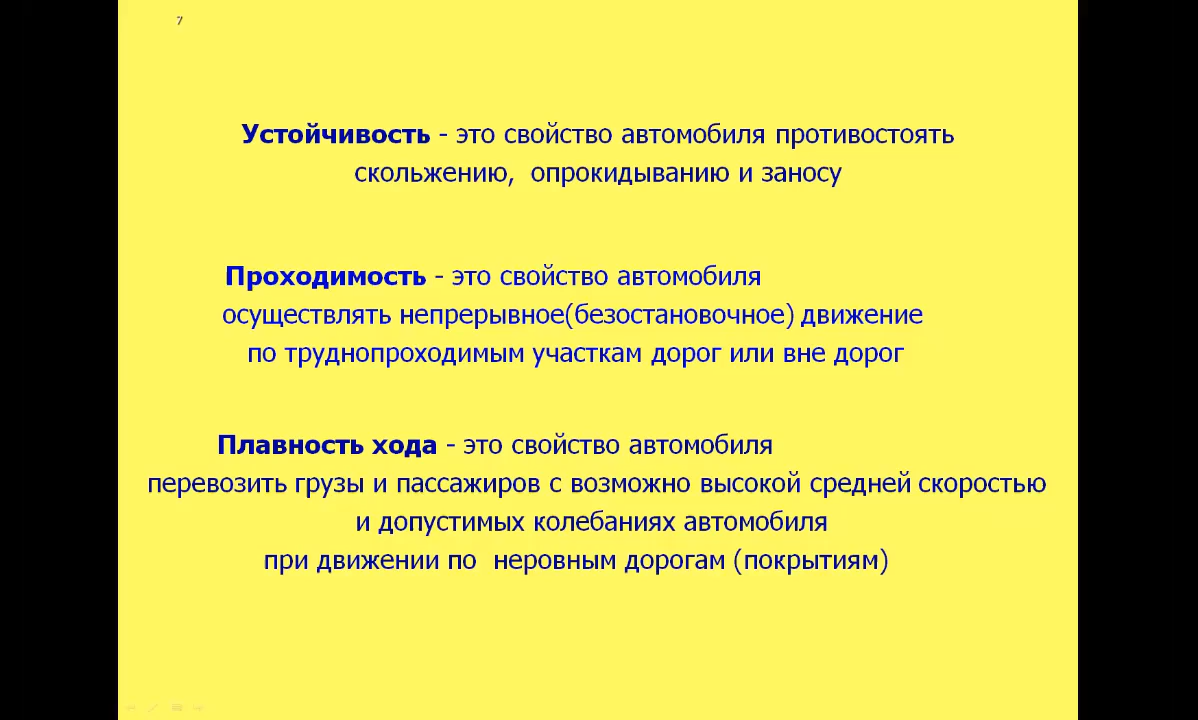 7
Устойчивость - это свойство автомобиля противостоять
скольжению, опрокидыванию и заносу
Проходимость - это свойство автомобиля
осуществлять непрерывное(безостановочное) движение
по труднопроходимым участкам дорог или вне дорог
Плавность хода - это свойство автомобиля
перевозить грузы и пассажиров с возможно высокой средней скоростью
и допустимых колебаниях автомобиля
при движении по неровным дорогам (покрытиям)